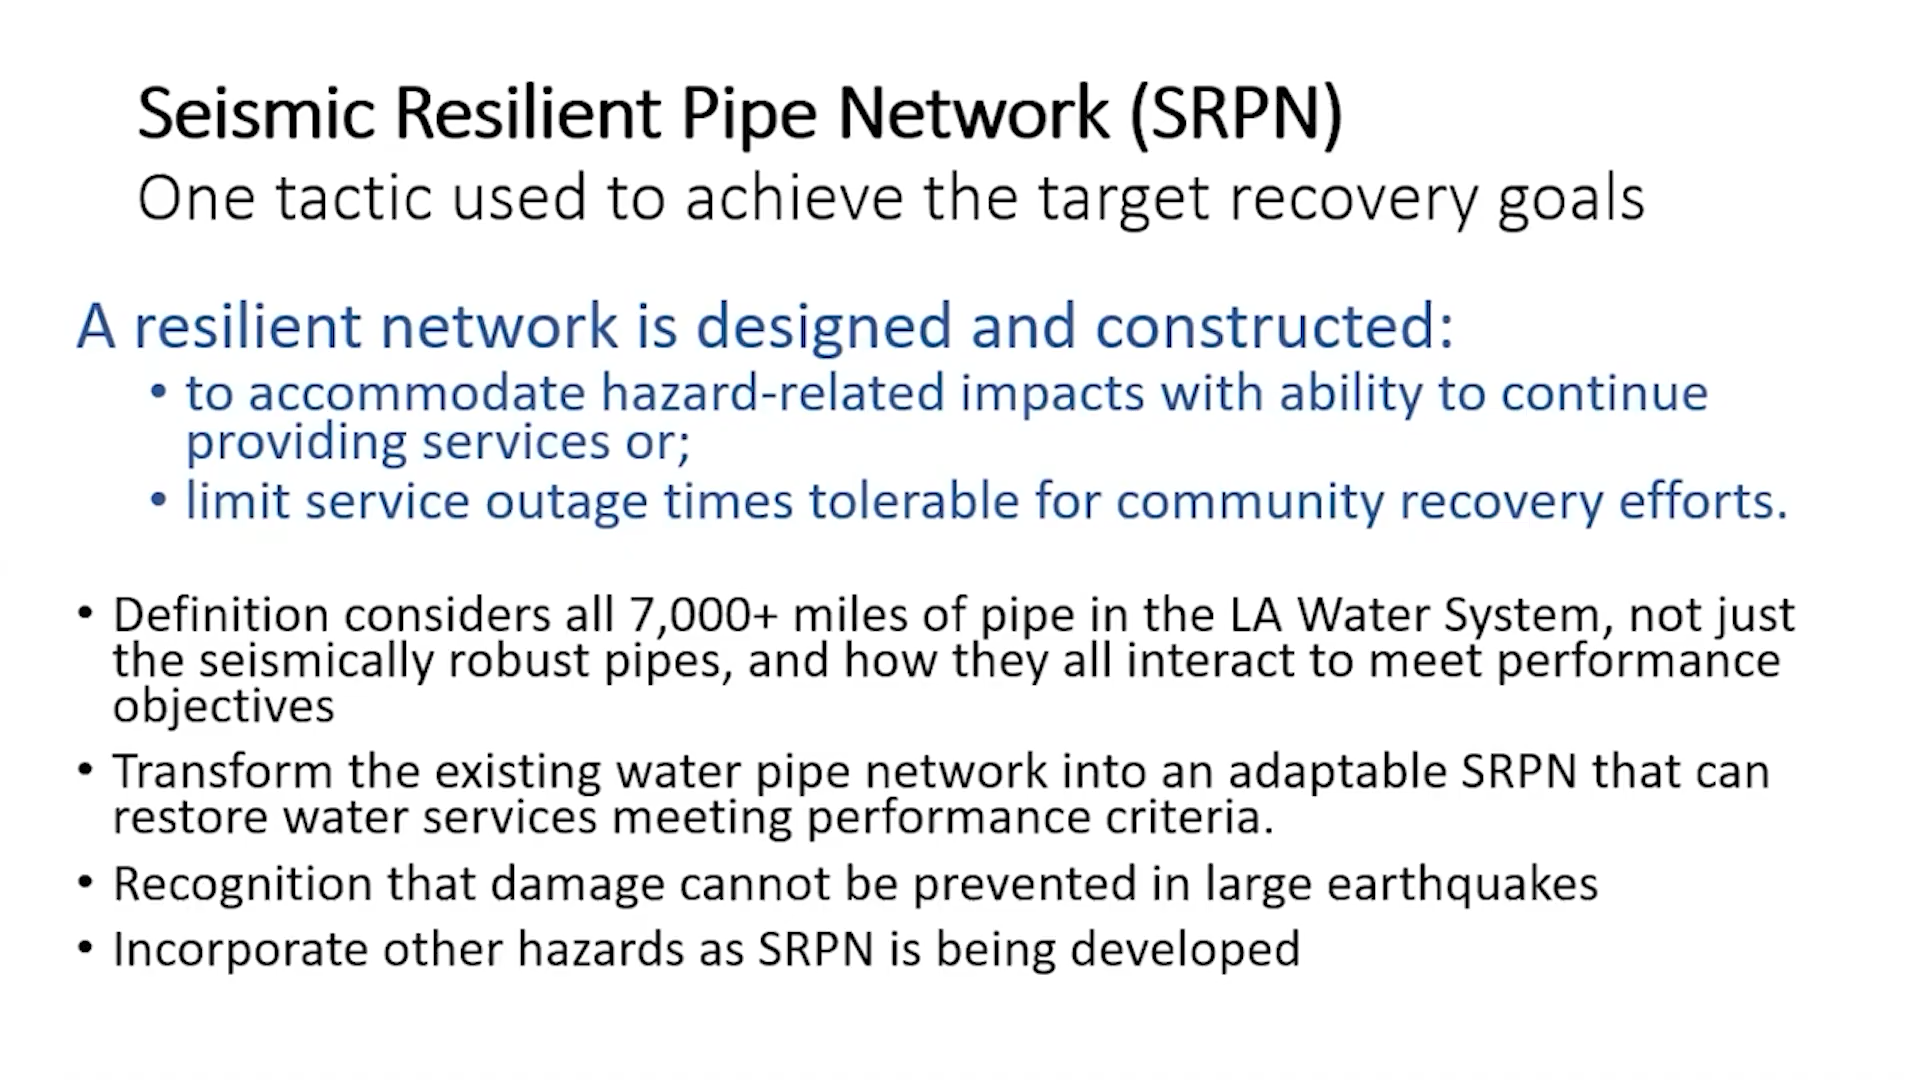 Seismic Resilient Pipe Network (SRPN)
One tactic used to achieve the target recovery goals
A resilient network is designed and constructed:
• to accommodate hazard-related impacts with ability to continue
providing services or;
• limit service outage times tolerable for community recovery efforts.
• Definition considers all 7,000+ miles of pipe in the LA Water System, not just
the seismically robust pipes, and how they all interact to meet performance
objectives
• Transform the existing water pipe network into an adaptable SRPN that can
restore water services meeting performance criteria.
• Recognition that damage cannot be prevented in large earthquakes
• Incorporate other hazards as SRPN is being developed